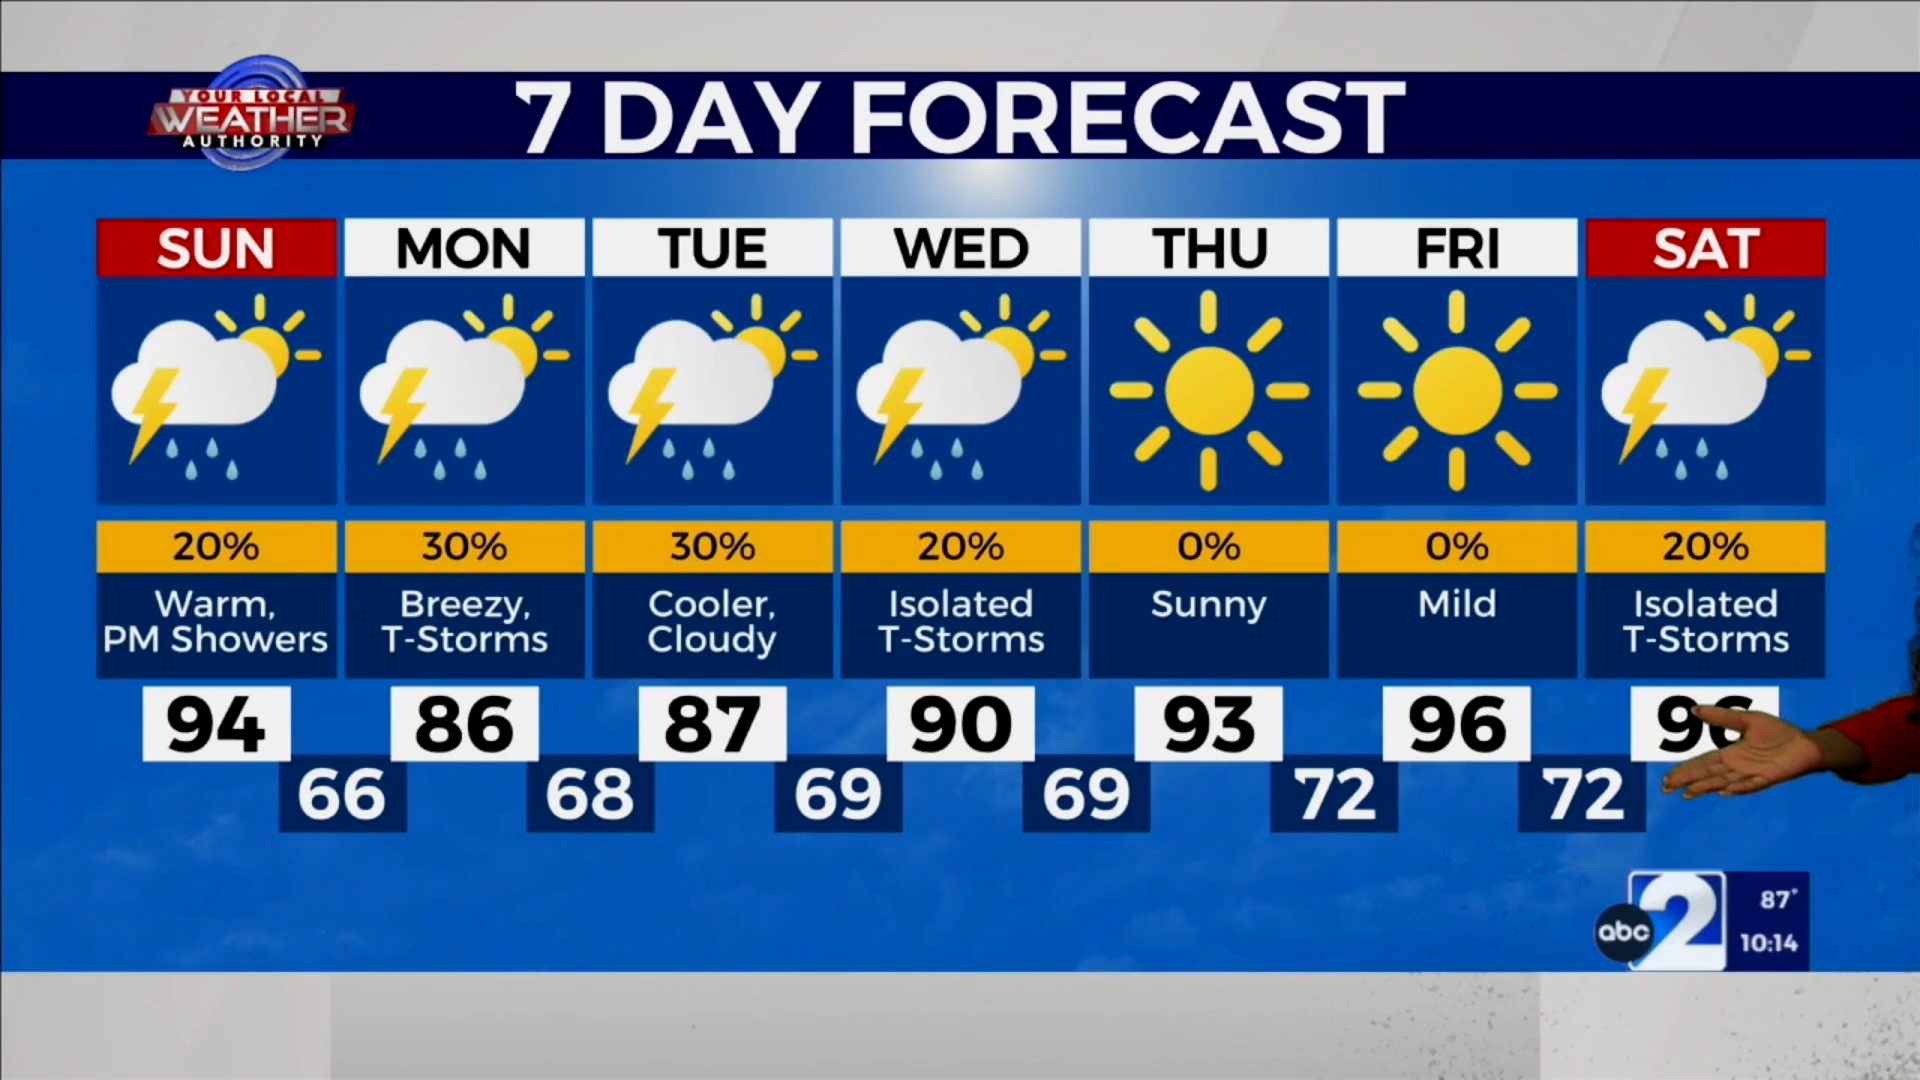 YOUR LOCAL
WEATHER
AUTHORITY
7 DAY FORECAST
SUN MON TUE WED THU FRI SAT
20% 30% 30% 20% 0% 0% 20%
Warm, Breezy, Cooler, Isolated Sunny Mild Isolated
PM Showers T-Storms Cloudy T-Storms T-Storms
94 86 87 90 93 96
66 68 69 69 72 72
abc 2 87°
10:14